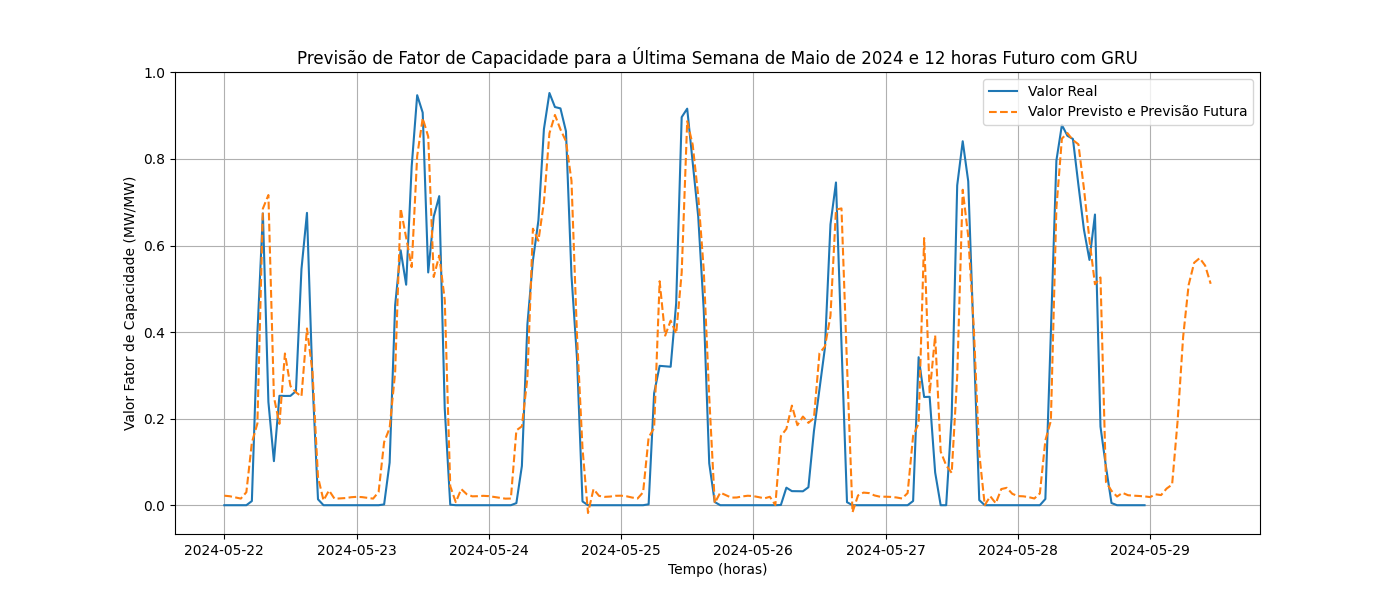 Previsão de Fator de Capacidade para a Última Semana de Maio de 2024 e 12 horas Futuro com GRU
Valor Real
Valor Previsto e Previsão Futura
Valor Fator de Capacidade (MW/MW)
1.0
0.8
0.6
0.4
0.2
0.0
2024-05-22
2024-05-23
2024-05-24
2024-05-25
2024-05-26
2024-05-27
2024-05-28
2024-05-29
Tempo (horas)